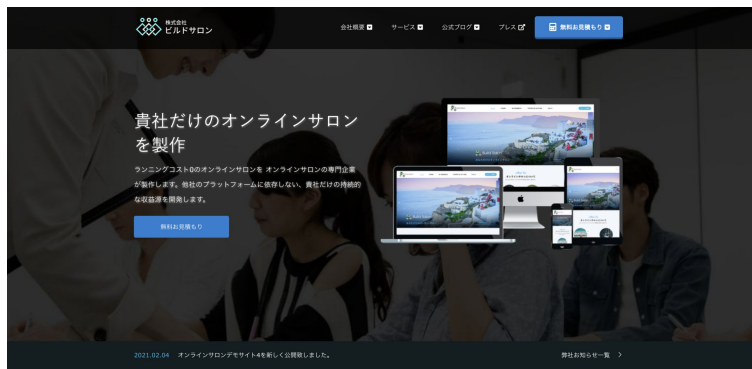 株式会社
ビルドサロン
会社概要
サービス
公式ブログ
プレス
無料お見積もり
貴社だけのオンラインサロン
を製作
ランニングコスト0のオンラインサロンを オンラインサロンの専門企業
が製作します。他社のプラットフォームに依存しない、貴社だけの持続的
な収益源を開発します。
無料お見積もり
2021.02.04 オンラインサロンデモサイト4を新しく公開致しました。
弊社お知らせ一覧